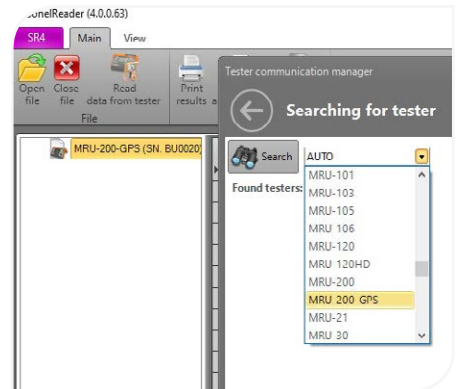 onelReader (4.0.0.63)
SR4 Main View
Open file
Close file
Read data from tester
Print results
File
Tester communication manager
Searching for tester
MRU-200-GPS (SN. BU0020)
Search AUTO
Found testers:
MRU-101
MRU-103
MRU-105
MRU 106
MRU-120
MRU 120HD
MRU-200
MRU 200 GPS
MRU-21
MRU 30